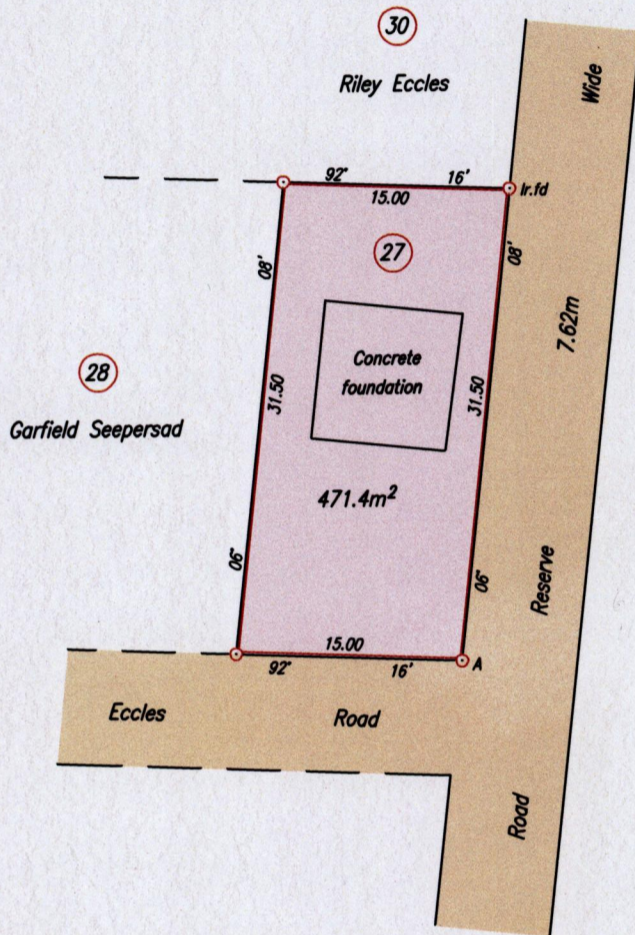 30
Riley Eccles
Wide
92° 16'
15.00
Ir.fd
27
08'
08'
7.62m
Concrete
foundation
28
Garfield Seepersad
31.50
31.50
471.4m²
06°
06°
Reserve
15.00
92° 16'
A
Eccles Road
Road